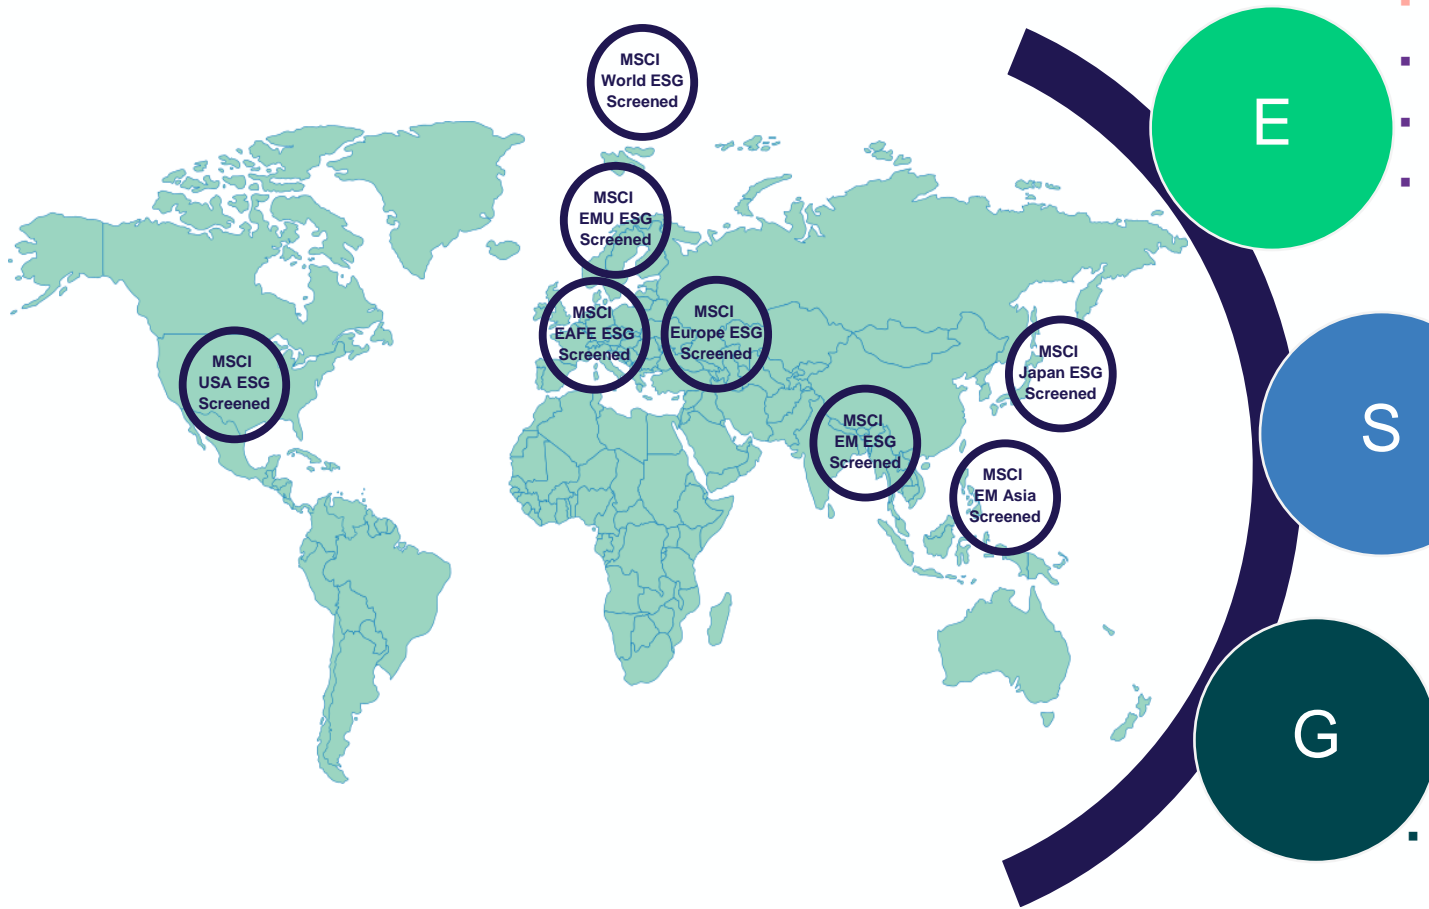 MSCI
World ESG
Screened
MSCI
EMU ESG
Screened
MSCI
EAFE ESG
Screened
MSCI
Europe ESG
Screened
MSCI
USA ESG
Screened
MSCI
Japan ESG
Screened
MSCI
EM ESG
Screened
MSCI
EM Asia
Screened
E
S
G